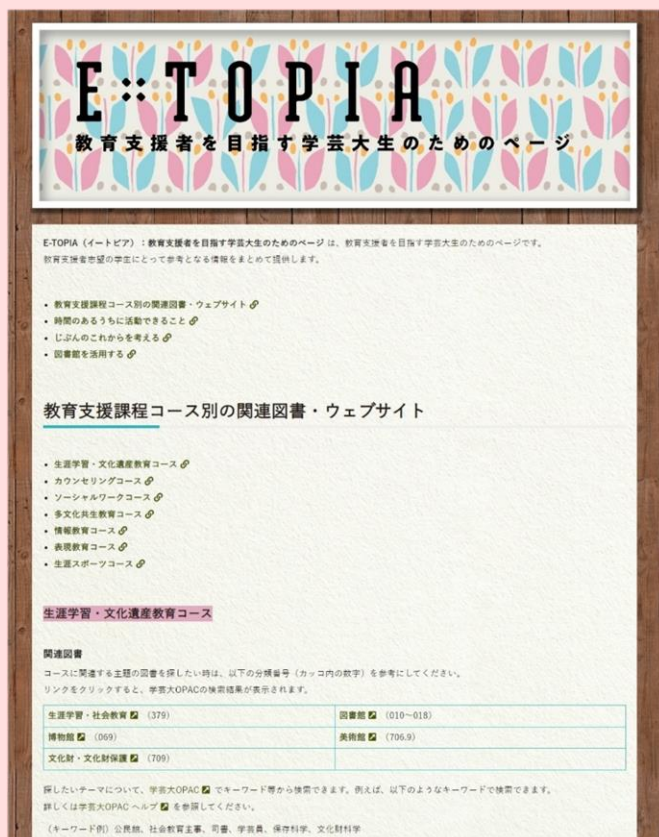 E::TOPIA
教育支援者を目指す学芸大生のためのページ
E-TOPIA（イートピア）：教育支援者を目指す学芸大生のためのページ は、教育支援者を目指す学芸大生のためのページです。
教育支援者志望の学生にとって参考となる情報をまとめて提供します。
・教育支援課程コース別の関連図書・ウェブサイト
・時間のあるうちに活動できること
・じぶんのこれからを考える
・図書館を活用する
教育支援課程コース別の関連図書・ウェブサイト
・生涯学習・文化遺産教育コース
・カウンセリングコース
・ソーシャルワークコース
・多文化共生教育コース
・情報教育コース
・表現教育コース
・生涯スポーツコース
生涯学習・文化遺産教育コース
関連図書
コースに関連する主題の図書を探したい時は、以下の分類番号（カッコ内の数字）を参考にしてください。
リンクをクリックすると、学芸大OPACの検索結果が表示されます。
生涯学習・社会教育 （379） 図書館 （010～018）
博物館 （069） 美術館 （706.9）
文化財・文化財保護 （709）
探したいテーマについて、学芸大OPAC でキーワード等から検索できます。例えば、以下のようなキーワードで検索できます。
詳しくは学芸大OPAC ヘルプ を参照してください。
（キーワード例）公民館、社会教育主事、司書、学芸員、保存科学、文化財科学